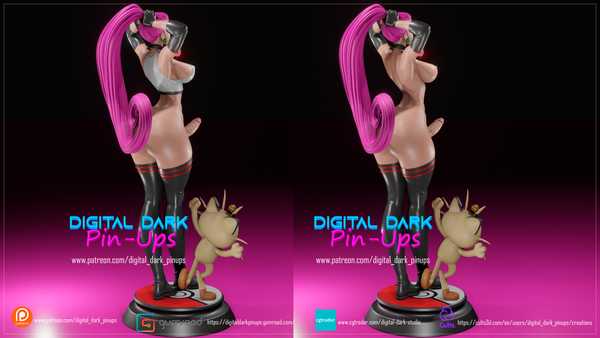 DIGITAL DARK
Pin-Ups
www.patreon.com/digital_dark_pinups
DIGITAL DARK
Pin-Ups
www.patreon.com/digital_dark_pinups
www.patreon.com/digital_dark_pinups
gumroad
https://digitaldarkpinups.gumroad.com
cgtrader
www.cgtrader.com/digital-dark-studio
Cults
https://cults3d.com/en/users/digital_dark_pinups/creations